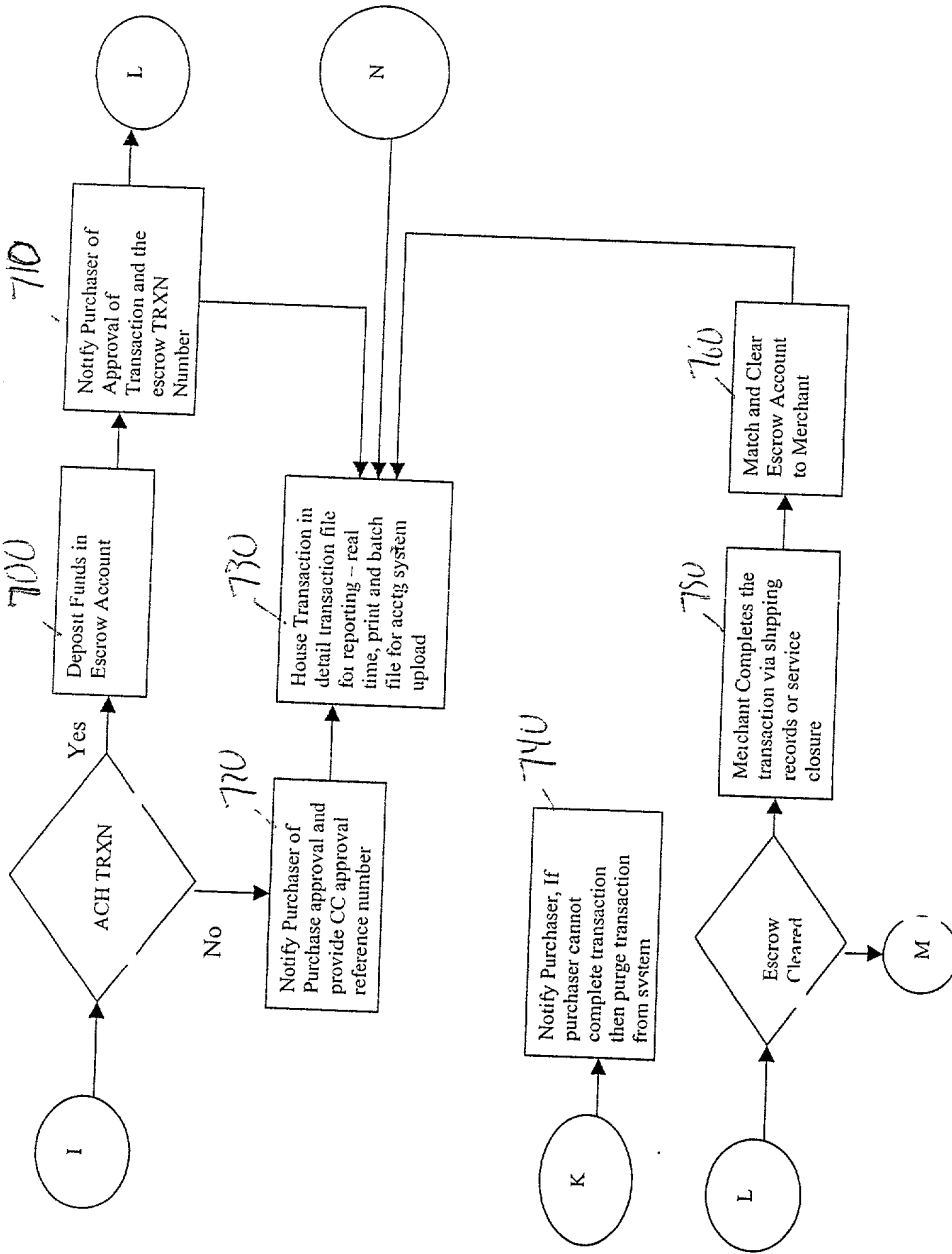 I
ACH TRXN
Yes
No
700
Deposit Funds in
Escrow Account
710
Notify Purchaser of
Approval of
Transaction and the
escrow TRXN
Number
L
720
Notify Purchaser of
Purchase approval and
provide CC approval
reference number
730
House Transaction in
detail transaction file
for reporting – real
time, print and batch
file for acctg system
upload
N
K
740
Notify Purchaser, If
purchaser cannot
complete transaction
then purge transaction
from system
L
Escrow
Cleared
M
750
Merchant Completes the
transaction via shipping
records or service
closure
760
Match and Clear
Escrow Account
to Merchant